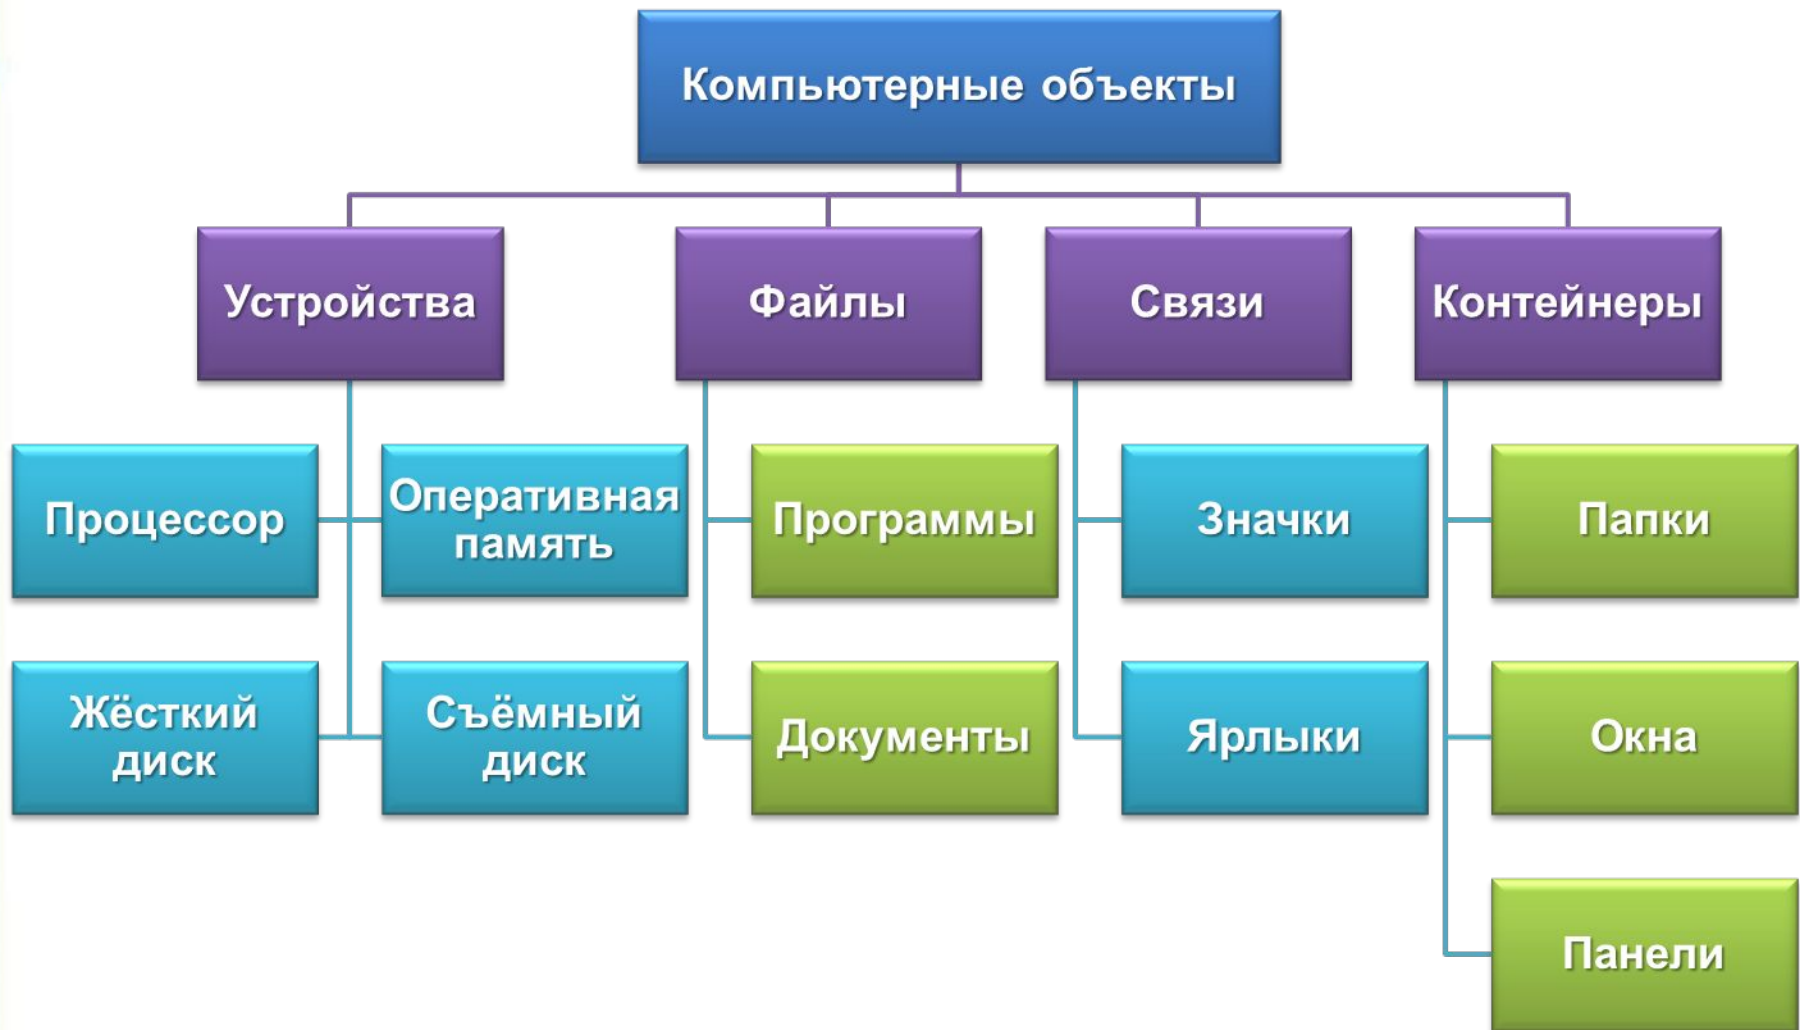 Компьютерные объекты
Устройства
Файлы
Связи
Контейнеры
Процессор
Оперативная
память
Программы
Значки
Папки
Жёсткий
диск
Съёмный
диск
Документы
Ярлыки
Окна
Панели